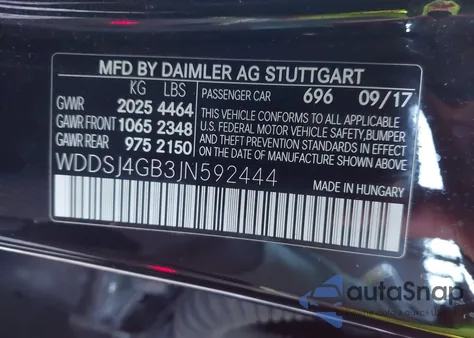 MFD BY DAIMLER AG STUTTGART
KG LBS
GVWR 2025 4464
GAWR FRONT 1065 2348
GAWR REAR 975 2150
PASSENGER CAR 696 09/17
THIS VEHICLE CONFORMS TO ALL APPLICABLE
U.S. FEDERAL MOTOR VEHICLE SAFETY,BUMPER
AND THEFT PREVENTION STANDARDS IN EFFECT
ON THE DATE OF MANUFACTURE SHOWN ABOVE.
WDDSJ4GB3JN592444
MADE IN HUNGARY
autoSnap